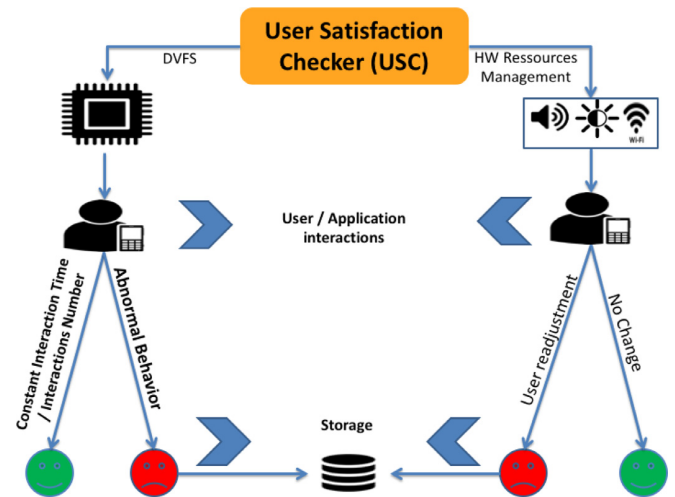 User Satisfaction
Checker (USC)
DVFS
HW Ressources
Management
Wi-Fi
User / Application
interactions
Constant Interaction Time
/ Interactions Number
Abnormal Behavior
User readjustment
No Change
Storage